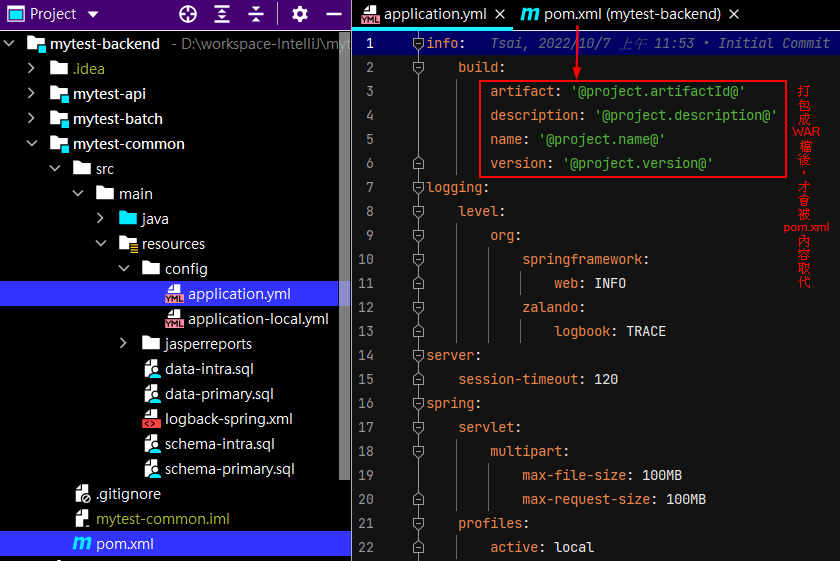 Project
mytest-backend - D:\workspace-IntelliJ\myt
.idea
mytest-api
mytest-batch
mytest-common
src
main
java
resources
config
application.yml
application-local.yml
jasperreports
data-intra.sql
data-primary.sql
logback-spring.xml
schema-intra.sql
schema-primary.sql
.gitignore
mytest-common.iml
pom.xml
application.yml
pom.xml (mytest-backend)
1 info: Tsai, 2022/10/7 上午 11:53 • Initial Commit
2 build:
3 artifact: '@project.artifactId@'
4 description: '@project.description@'
5 name: '@project.name@'
6 version: '@project.version@'
7 logging:
8 level:
9 org:
10 springframework:
11 web: INFO
12 zalando:
13 logbook: TRACE
14 server:
15 session-timeout: 120
16 spring:
17 servlet:
18 multipart:
19 max-file-size: 100MB
20 max-request-size: 100MB
21 profiles:
22 active: local
打包成WAR檔後，才會被pom.xml內容取代